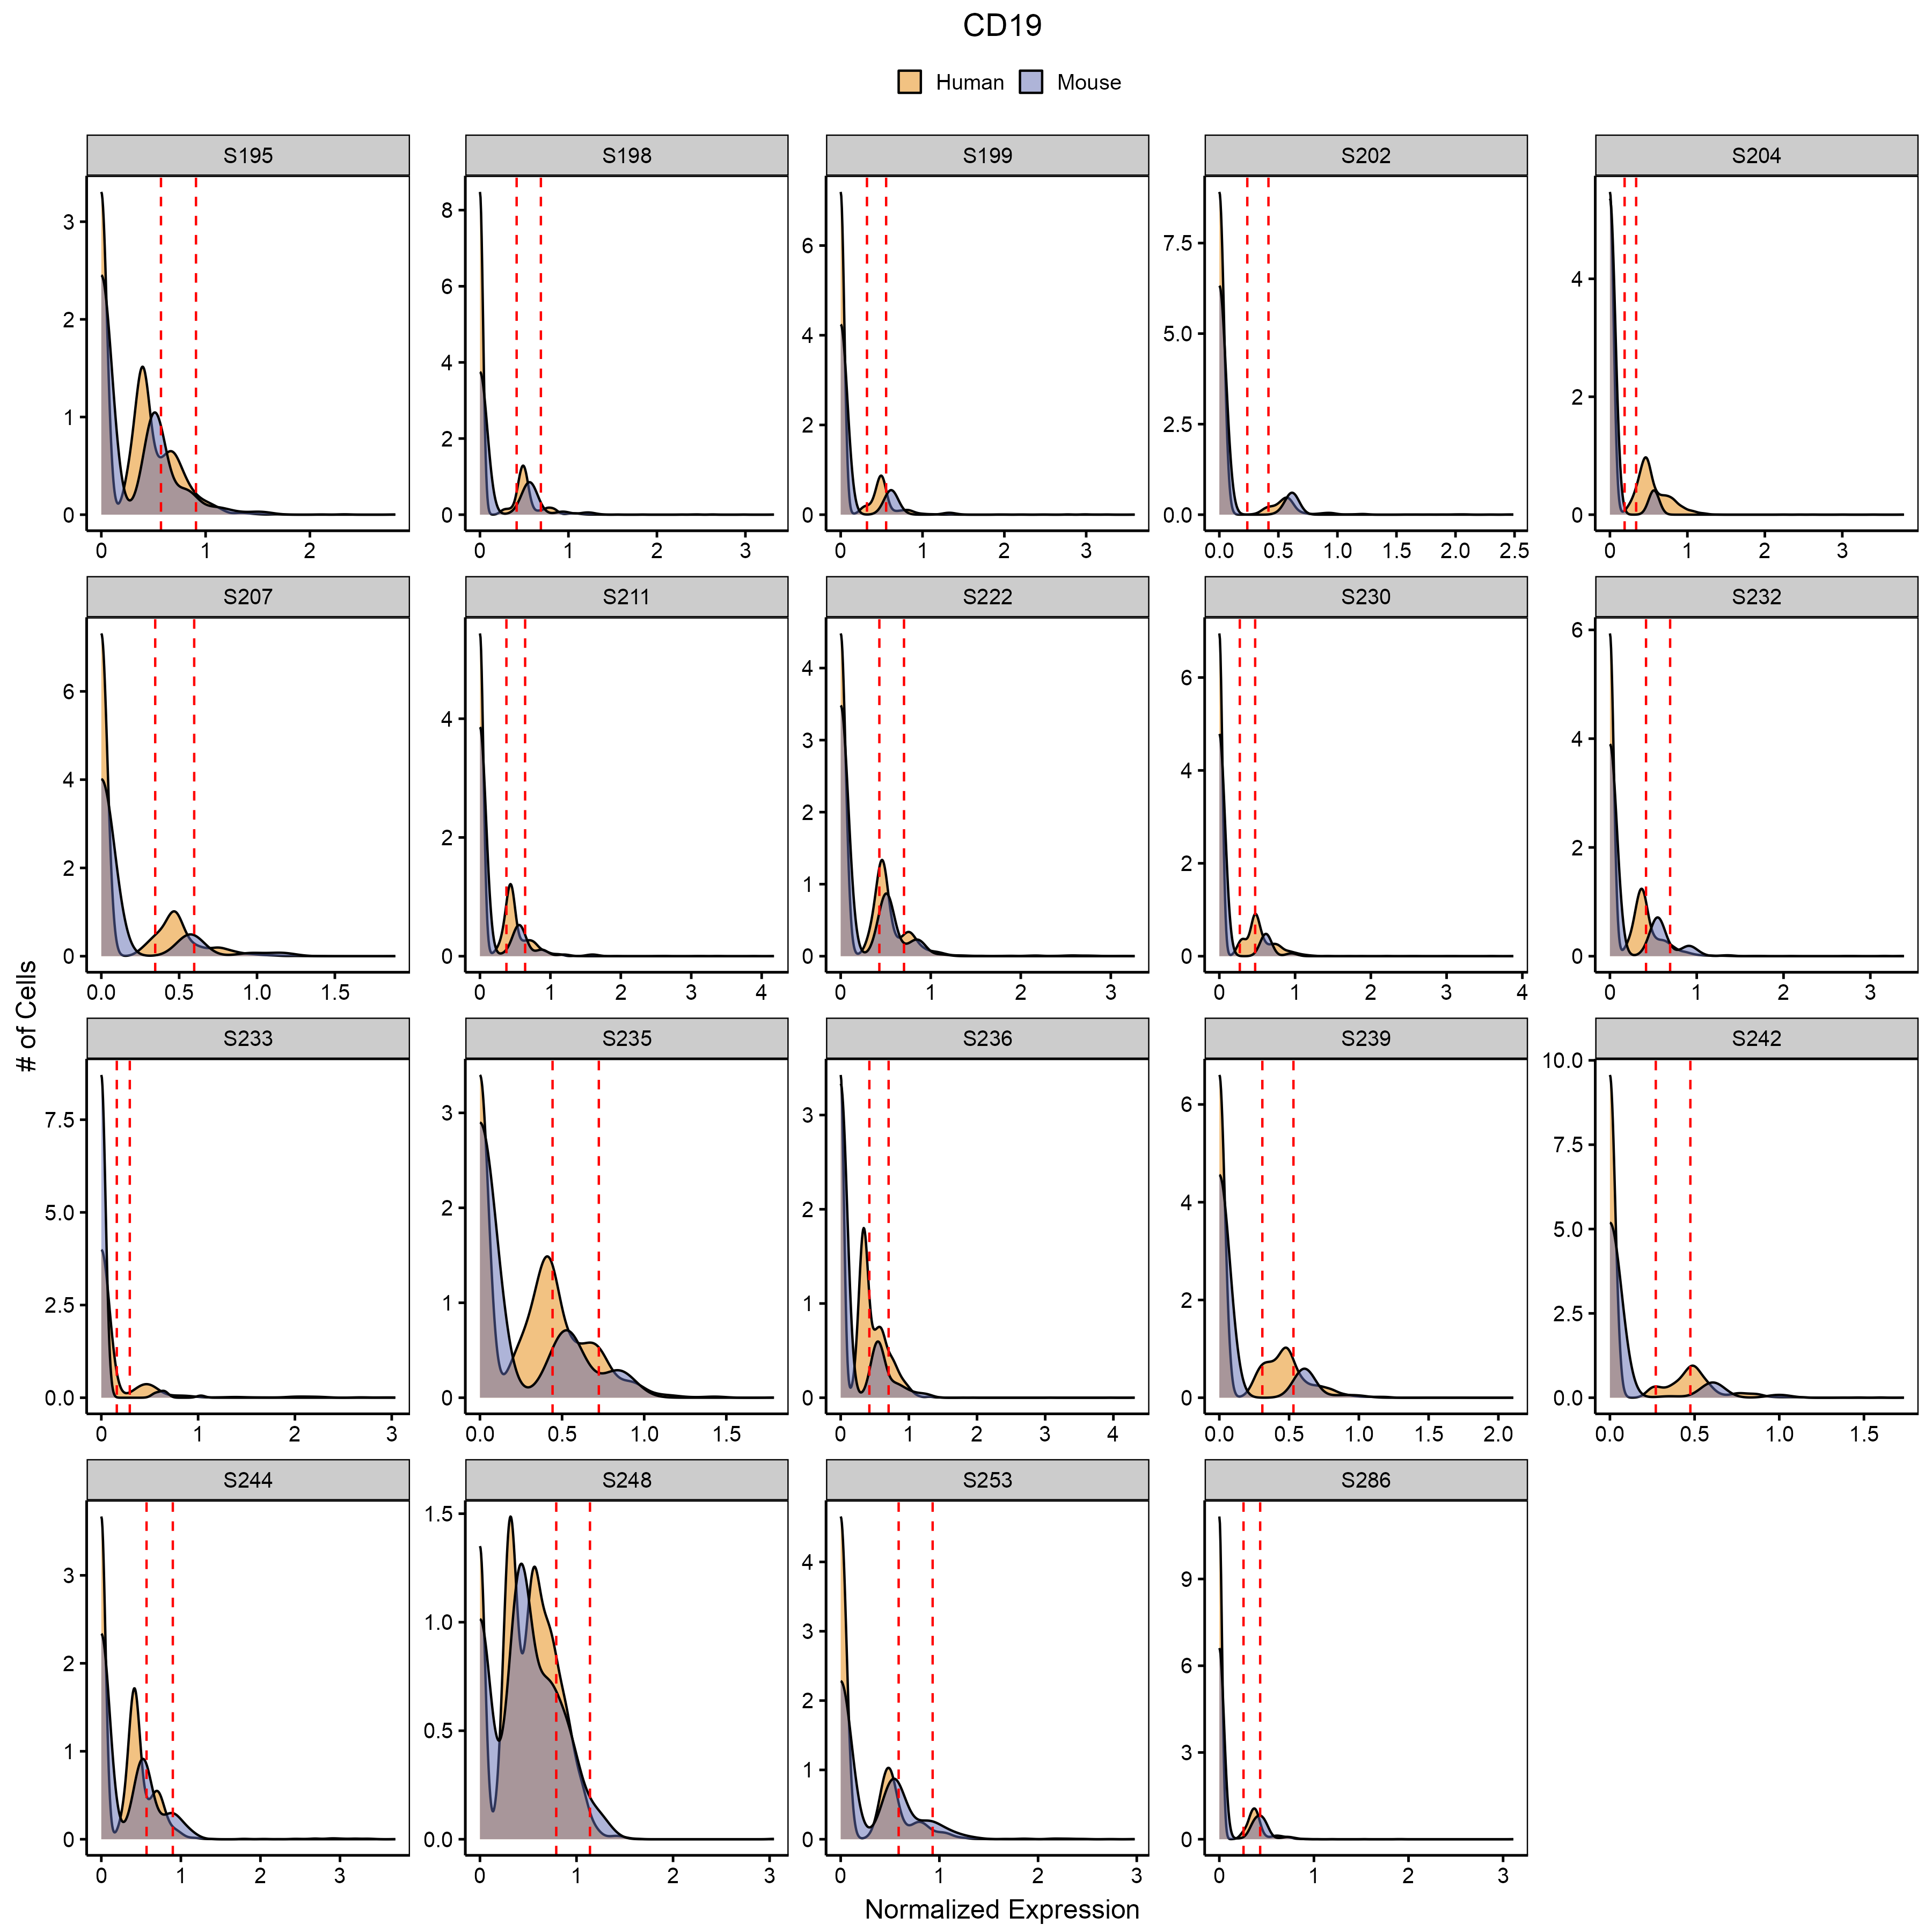 CD19
Human Mouse
S195 S198 S199 S202 S204
3 2 1 0
8 6 4 2 0
6 4 2 0
7.5 5.0 2.5 0.0
4 2 0
0 1 2
0 1 2 3
0 1 2 3
0.0 0.5 1.0 1.5 2.0 2.5
0 1 2 3
S207 S211 S222 S230 S232
6 4 2 0
4 2 0
4 3 2 1 0
6 4 2 0
6 4 2 0
0.0 0.5 1.0 1.5
0 1 2 3 4
0 1 2 3
0 1 2 3 4
0 1 2 3
# of Cells
S233 S235 S236 S239 S242
7.5 5.0 2.5 0.0
3 2 1 0
3 2 1 0
6 4 2 0
10.0 7.5 5.0 2.5 0.0
0 1 2 3
0.0 0.5 1.0 1.5
0 1 2 3 4
0.0 0.5 1.0 1.5 2.0
0.0 0.5 1.0 1.5
S244 S248 S253 S286
3 2 1 0
1.5 1.0 0.5 0.0
4 3 2 1 0
9 6 3 0
0 1 2 3
0 1 2 3
0 1 2 3
0 1 2 3
Normalized Expression